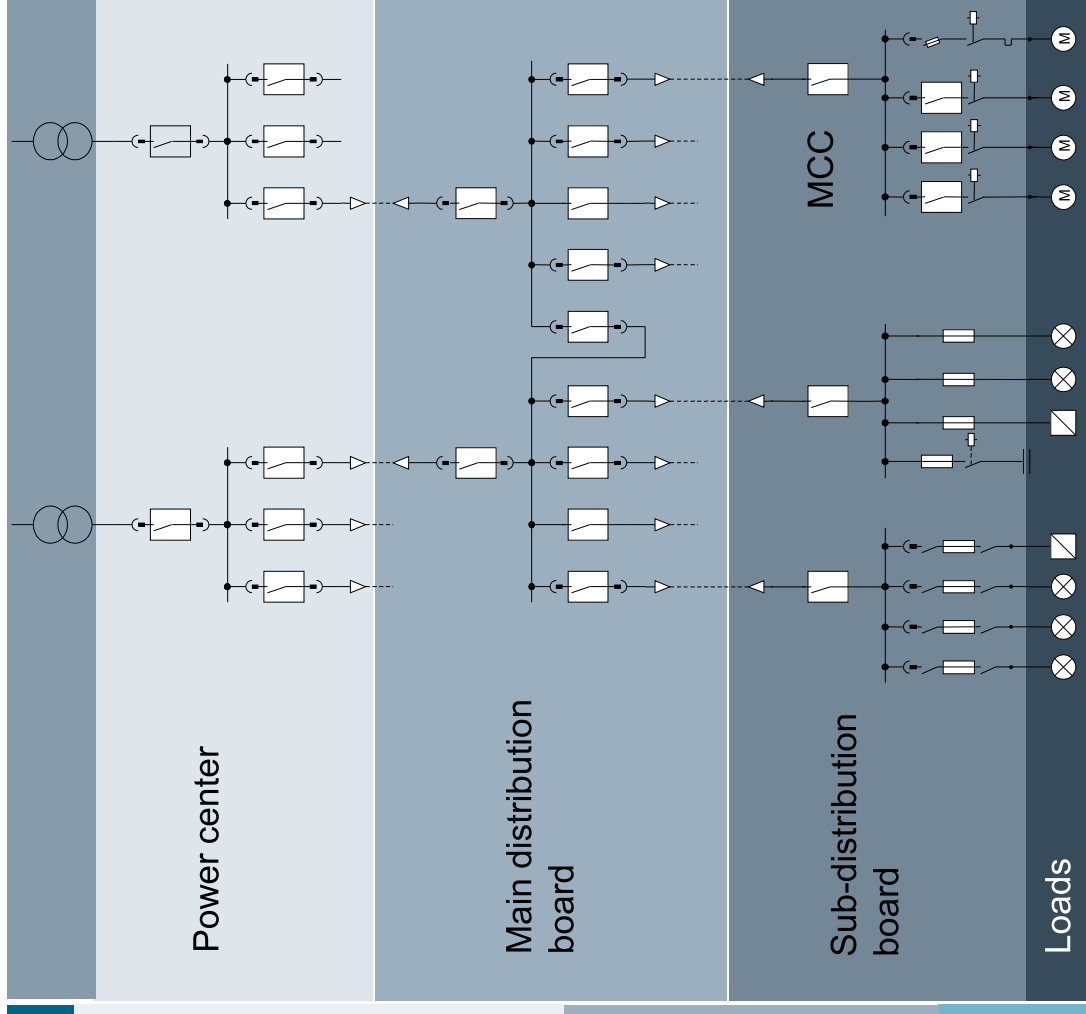 Power center
Main distribution
board
MCC
Sub-distribution
board
Loads
M
M
M
M